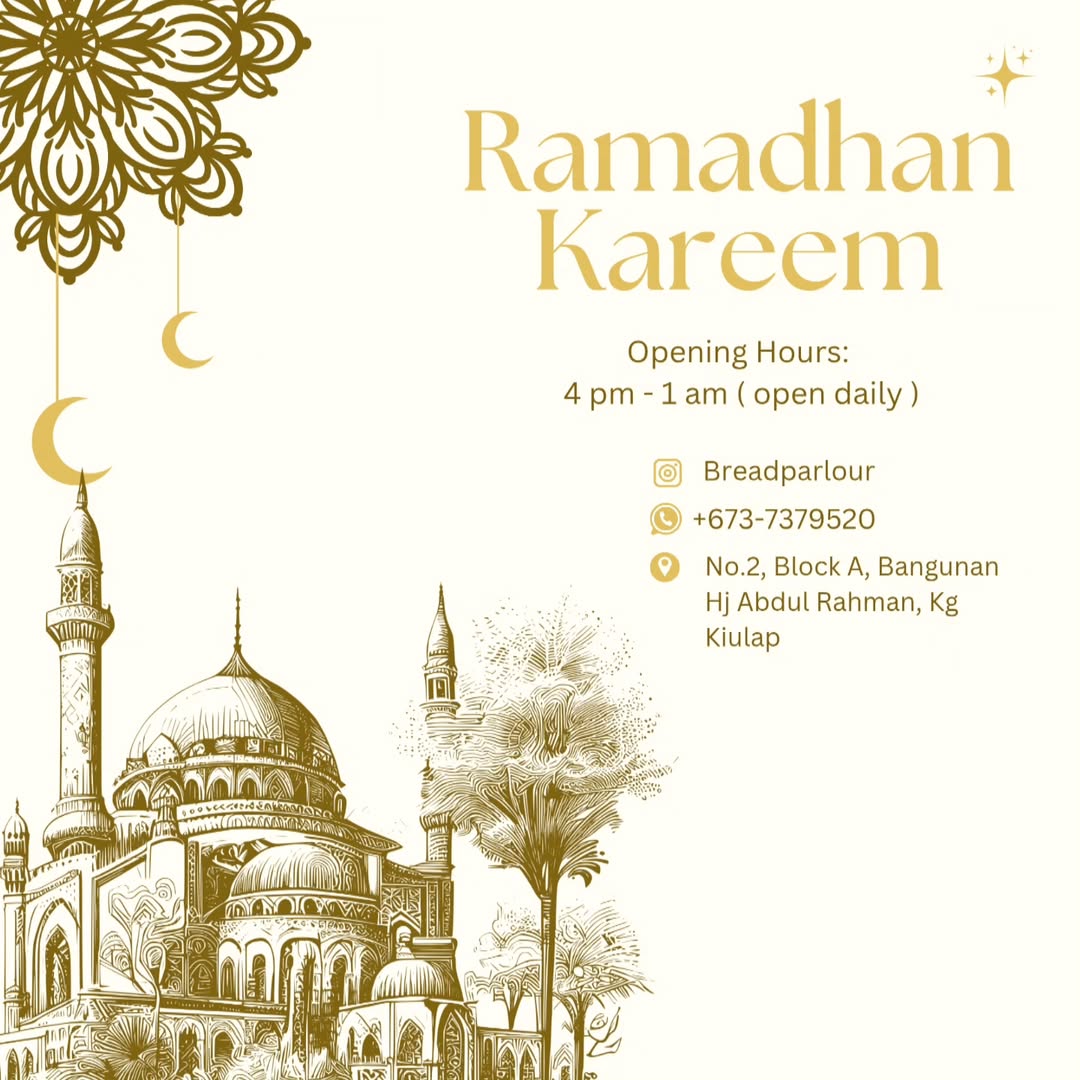 Ramadhan
Kareem
Opening Hours:
4 pm - 1 am ( open daily )
Breadparlour
+673-7379520
No.2, Block A, Bangunan
Hj Abdul Rahman, Kg
Kiulap